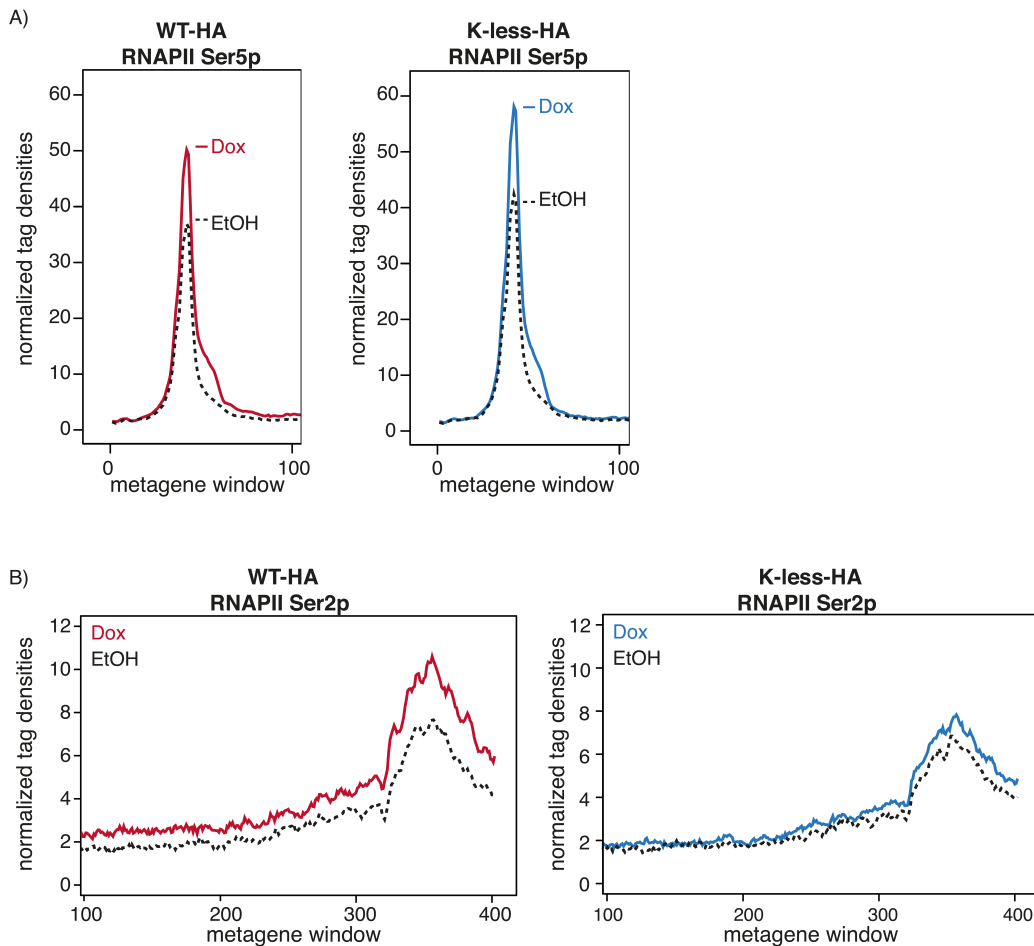 A)
WT-HA
RNAPII Ser5p
normalized tag densities
60
50
40
30
20
10
0
Dox
EtOH
0
100
metagene window
K-less-HA
RNAPII Ser5p
normalized tag densities
60
50
40
30
20
10
0
Dox
EtOH
0
100
metagene window
B)
WT-HA
RNAPII Ser2p
normalized tag densities
12
10
8
6
4
2
0
Dox
EtOH
100
200
300
400
metagene window
K-less-HA
RNAPII Ser2p
normalized tag densities
12
10
8
6
4
2
0
Dox
EtOH
100
200
300
400
metagene window